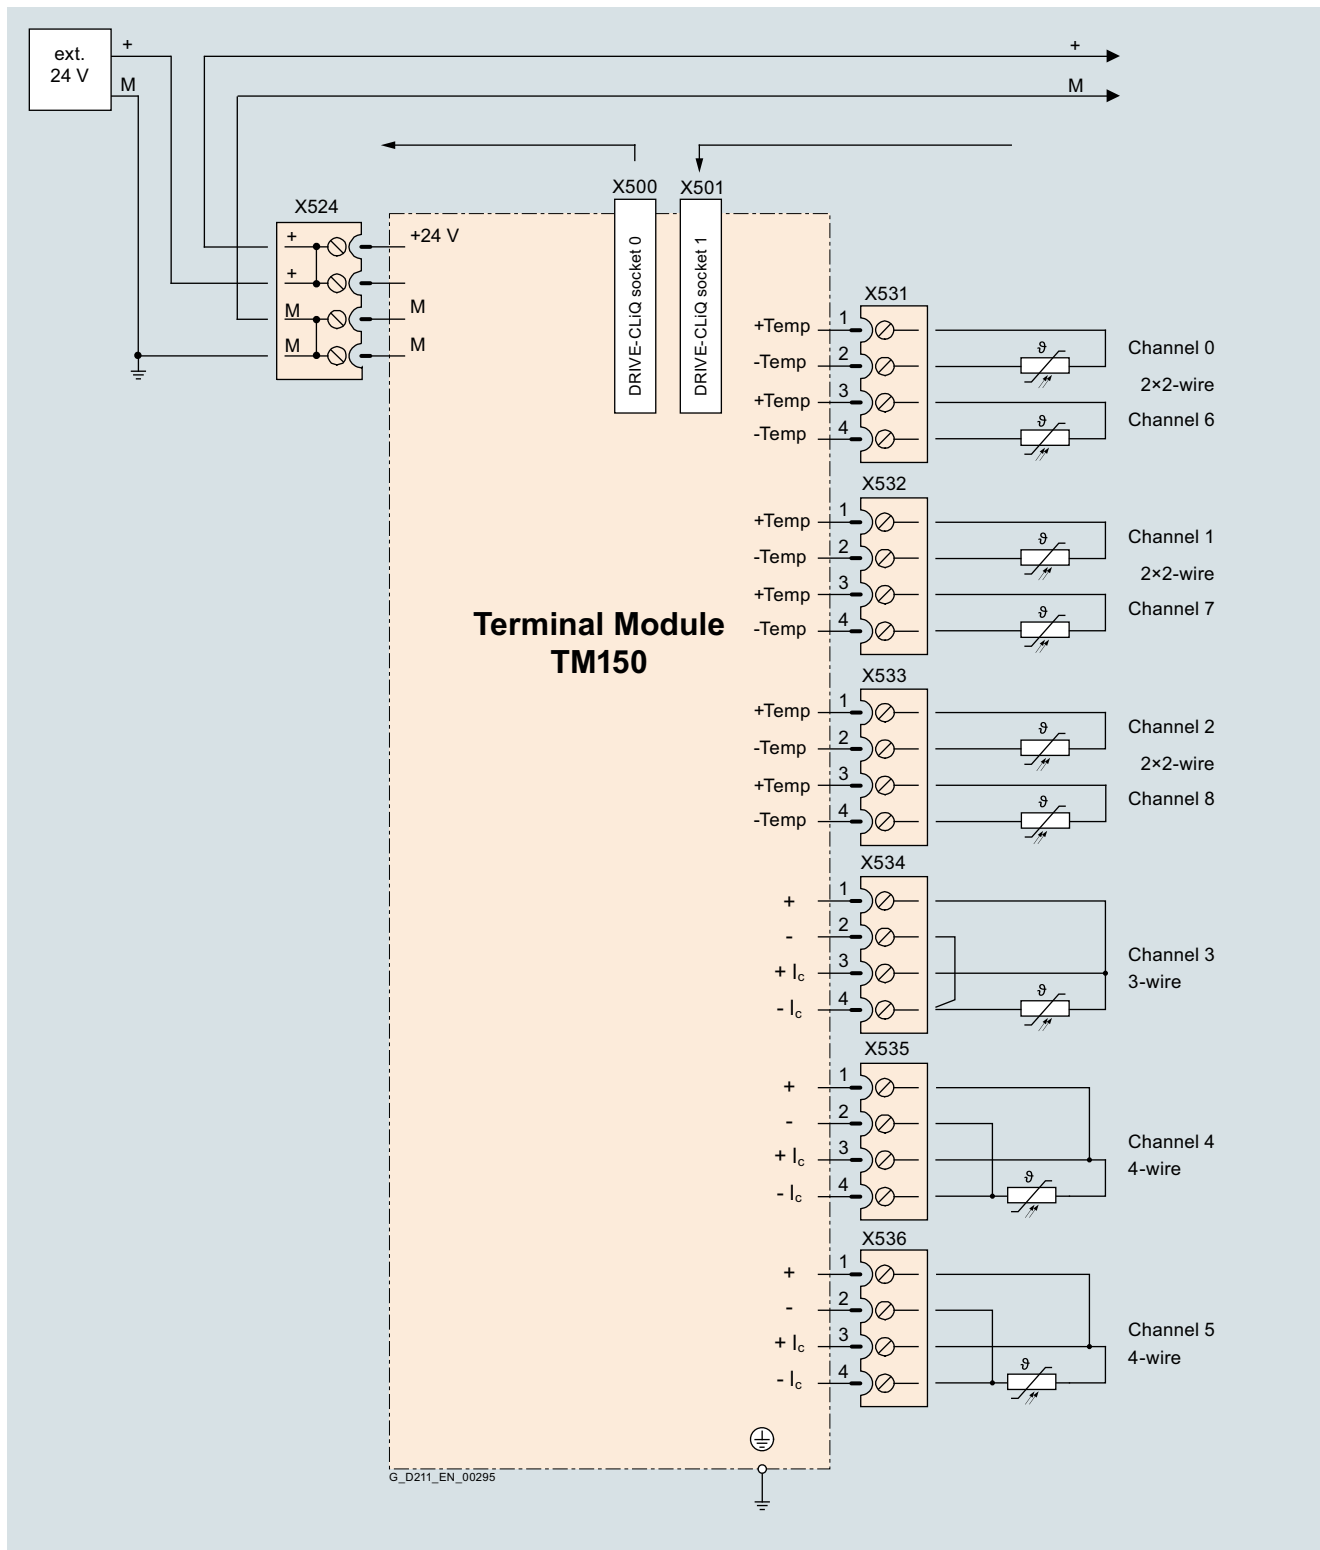 ext.
24 V
+
M
+
M
X500
X501
X524
+
+
M
M
+24 V
M
M
DRIVE-CLiQ socket 0
DRIVE-CLiQ socket 1
X531
+Temp 1
-Temp 2
+Temp 3
-Temp 4
ϑ
ϑ
Channel 0
2×2-wire
Channel 6
X532
+Temp 1
-Temp 2
+Temp 3
-Temp 4
ϑ
ϑ
Channel 1
2×2-wire
Channel 7
Terminal Module
TM150
X533
+Temp 1
-Temp 2
+Temp 3
-Temp 4
ϑ
ϑ
Channel 2
2×2-wire
Channel 8
X534
+ 1
- 2
+ Ic 3
- Ic 4
ϑ
Channel 3
3-wire
X535
+ 1
- 2
+ Ic 3
- Ic 4
ϑ
Channel 4
4-wire
X536
+ 1
- 2
+ Ic 3
- Ic 4
ϑ
Channel 5
4-wire
G_D211_EN_00295